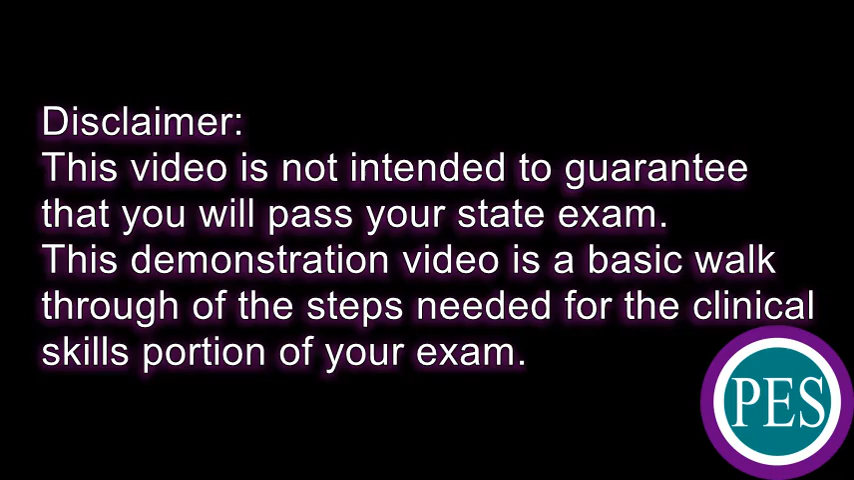 Disclaimer:
This video is not intended to guarantee
that you will pass your state exam.
This demonstration video is a basic walk
through of the steps needed for the clinical
skills portion of your exam.
PES